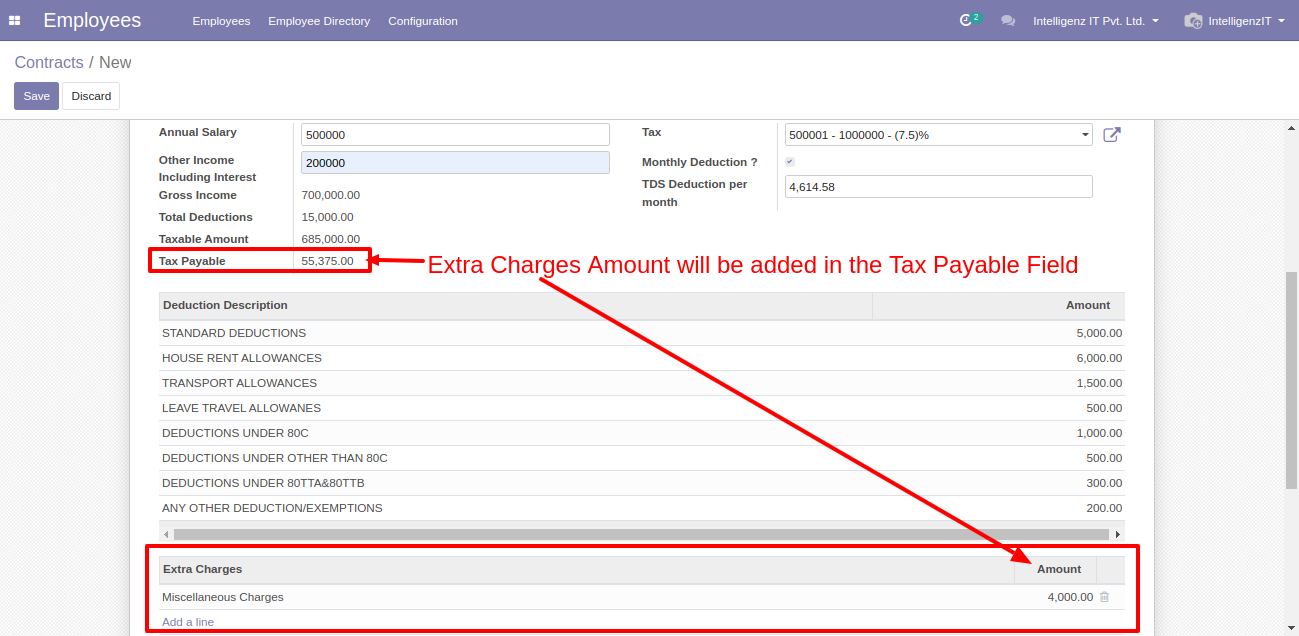 Employees Employees Employee Directory Configuration 2 Intelligenz IT Pvt. Ltd. IntelligenzIT
Contracts / New
Save Discard
Annual Salary 500000 Tax 500001 - 1000000 - (7.5)%
Other Income Including Interest 200000 Monthly Deduction ?
Gross Income 700,000.00 TDS Deduction per month 4,614.58
Total Deductions 15,000.00
Taxable Amount 685,000.00
Tax Payable 55,375.00 Extra Charges Amount will be added in the Tax Payable Field
Deduction Description Amount
STANDARD DEDUCTIONS 5,000.00
HOUSE RENT ALLOWANCES 6,000.00
TRANSPORT ALLOWANCES 1,500.00
LEAVE TRAVEL ALLOWANES 500.00
DEDUCTIONS UNDER 80C 1,000.00
DEDUCTIONS UNDER OTHER THAN 80C 500.00
DEDUCTIONS UNDER 80TTA&80TTB 300.00
ANY OTHER DEDUCTION/EXEMPTIONS 200.00
Extra Charges Amount
Miscellaneous Charges 4,000.00
Add a line